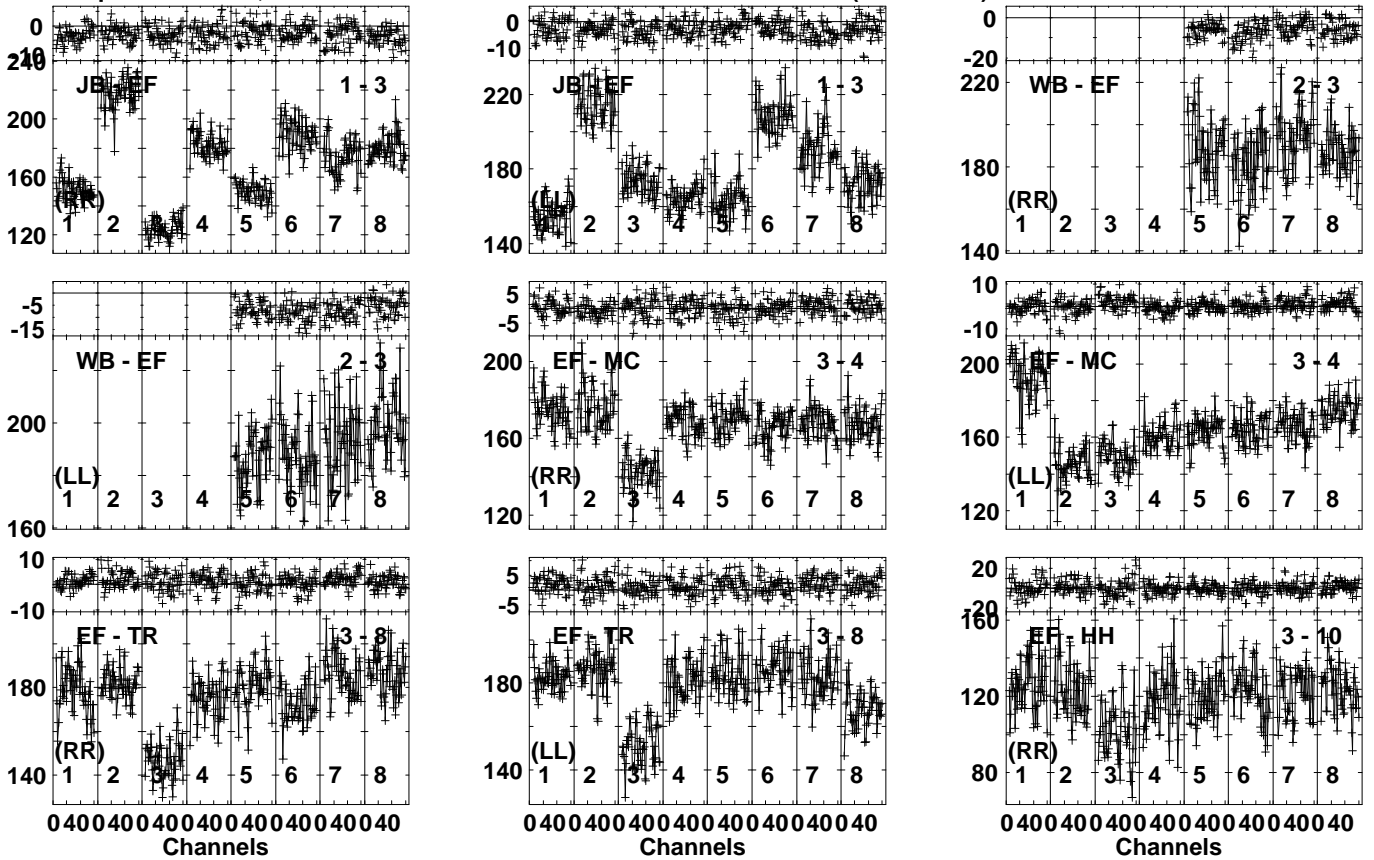 0
-10
240
200
160
120
JB - EF 1 - 3
(RR)
1 2 3 4 5 6 7 8
0
-10
220
180
140
JB - EF 1 - 3
(LL)
1 2 3 4 5 6 7 8
0
-20
220
180
140
WB - EF 2 - 3
(RR)
1 2 3 4 5 6 7 8
-5
-15
200
160
WB - EF 2 - 3
(LL)
1 2 3 4 5 6 7 8
5
-5
200
160
120
EF - MC 3 - 4
(RR)
1 2 3 4 5 6 7 8
10
-10
200
160
120
EF - MC 3 - 4
(LL)
1 2 3 4 5 6 7 8
10
-10
180
140
EF - TR 3 - 8
(RR)
1 2 3 4 5 6 7 8
0 40 0 40 0 40 0 40 0 40 0 40 0 40 0 40
Channels
5
-5
180
140
EF - TR 3 - 8
(LL)
1 2 3 4 5 6 7 8
0 40 0 40 0 40 0 40 0 40 0 40 0 40 0 40
Channels
20
-20
160
120
80
EF - HH 3 - 10
(RR)
1 2 3 4 5 6 7 8
0 40 0 40 0 40 0 40 0 40 0 40 0 40 0 40
Channels